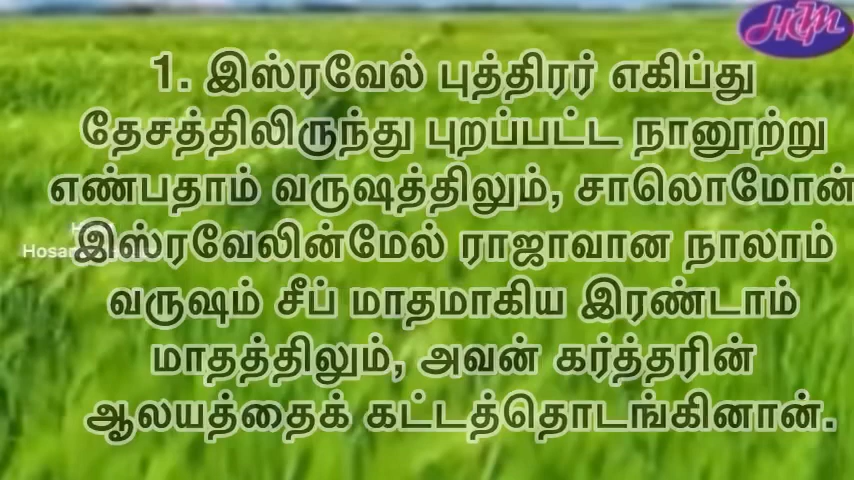 HGM
1. இஸ்ரவேல் புத்திரர் எகிப்து
தேசத்திலிருந்து புறப்பட்ட நானூற்று
எண்பதாம் வருஷத்திலும், சாலொமோன்
இஸ்ரவேலின்மேல் ராஜாவான நாலாம்
வருஷம் சீப் மாதமாகிய இரண்டாம்
மாதத்திலும், அவன் கர்த்தரின்
ஆலயத்தைக் கட்டத்தொடங்கினான்.